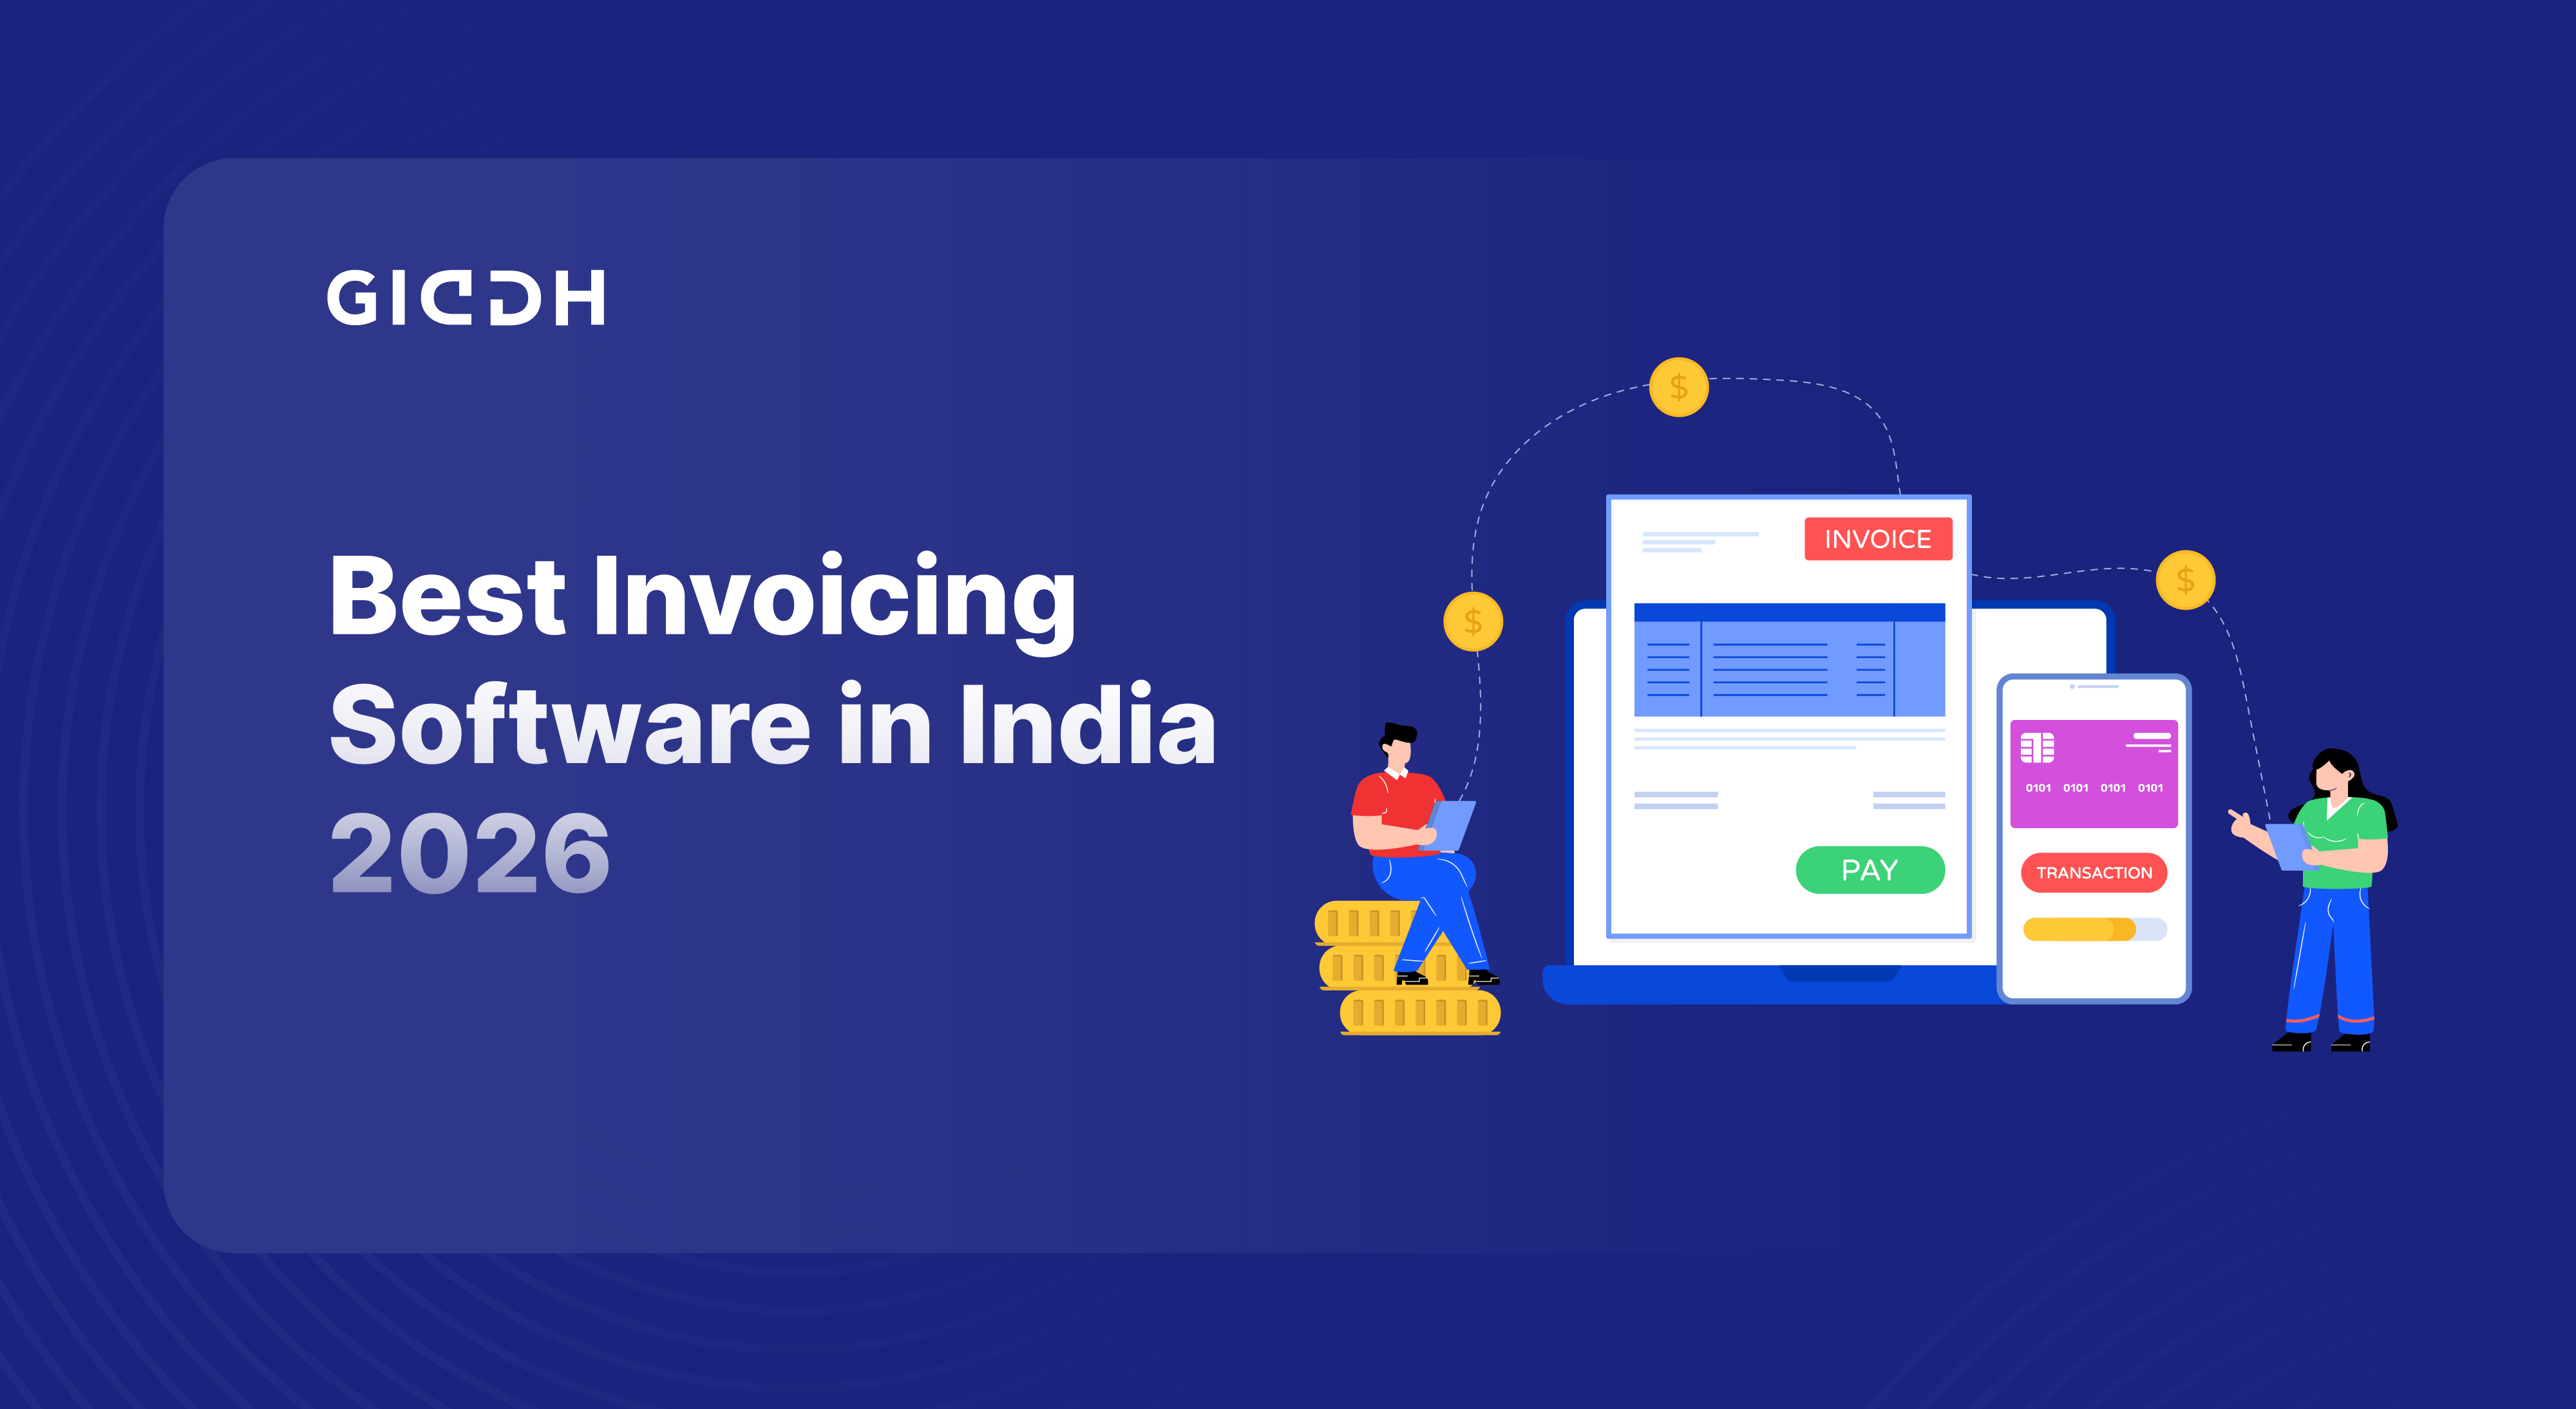 GIDDH
Best Invoicing
Software in India
2026
$
$
$
INVOICE
PAY
0101 0101 0101 0101
TRANSACTION